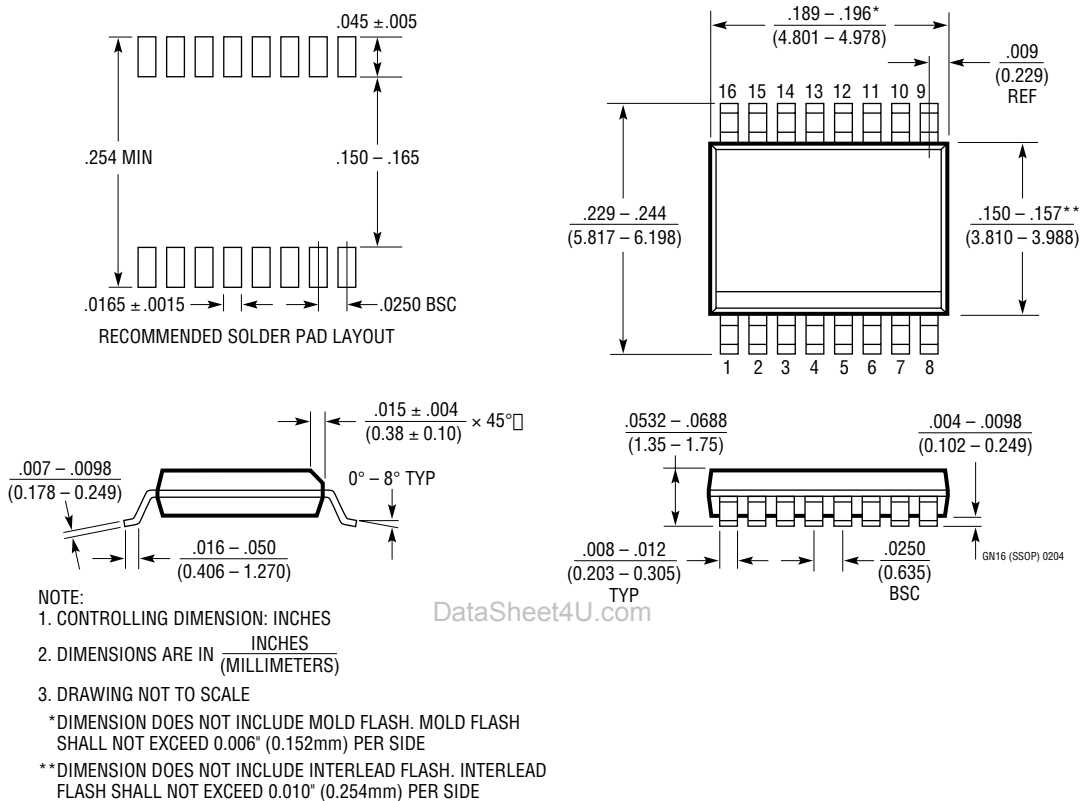 .045 ±.005
.254 MIN
.150 – .165
.0165 ±.0015
.0250 BSC
RECOMMENDED SOLDER PAD LAYOUT
.189 – .196*
(4.801 – 4.978)
.009
(0.229)
REF
16 15 14 13 12 11 10 9
.229 – .244
(5.817 – 6.198)
.150 – .157**
(3.810 – 3.988)
1 2 3 4 5 6 7 8
.015 ± .004
(0.38 ± 0.10)
× 45°
.007 – .0098
(0.178 – 0.249)
0° – 8° TYP
.016 – .050
(0.406 – 1.270)
.0532 – .0688
(1.35 – 1.75)
.004 – .0098
(0.102 – 0.249)
.008 – .012
(0.203 – 0.305)
TYP
.0250
(0.635)
BSC
GN16 (SSOP) 0204
DataSheet4U.com
NOTE:
1. CONTROLLING DIMENSION: INCHES
2. DIMENSIONS ARE IN INCHES
(MILLIMETERS)
3. DRAWING NOT TO SCALE
*DIMENSION DOES NOT INCLUDE MOLD FLASH. MOLD FLASH
SHALL NOT EXCEED 0.006" (0.152mm) PER SIDE
**DIMENSION DOES NOT INCLUDE INTERLEAD FLASH. INTERLEAD
FLASH SHALL NOT EXCEED 0.010" (0.254mm) PER SIDE